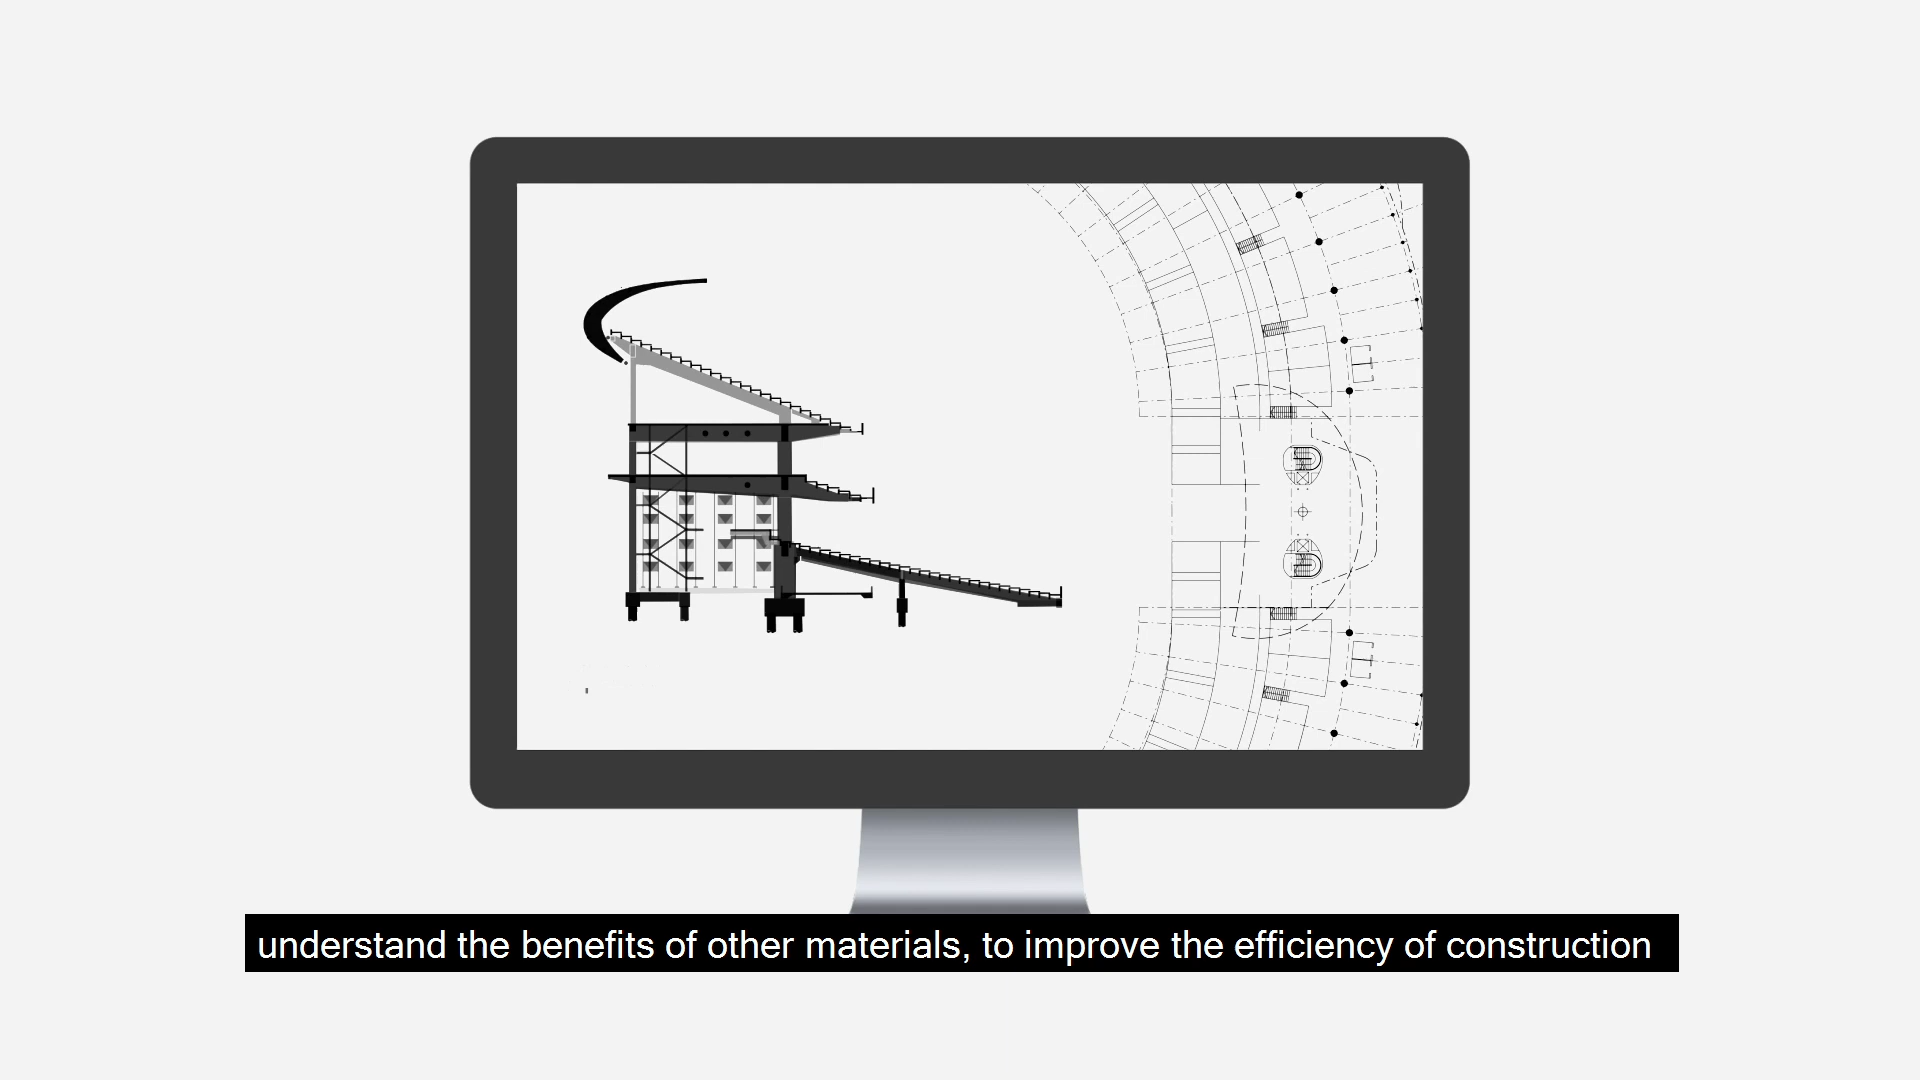 understand the benefits of other materials, to improve the efficiency of construction